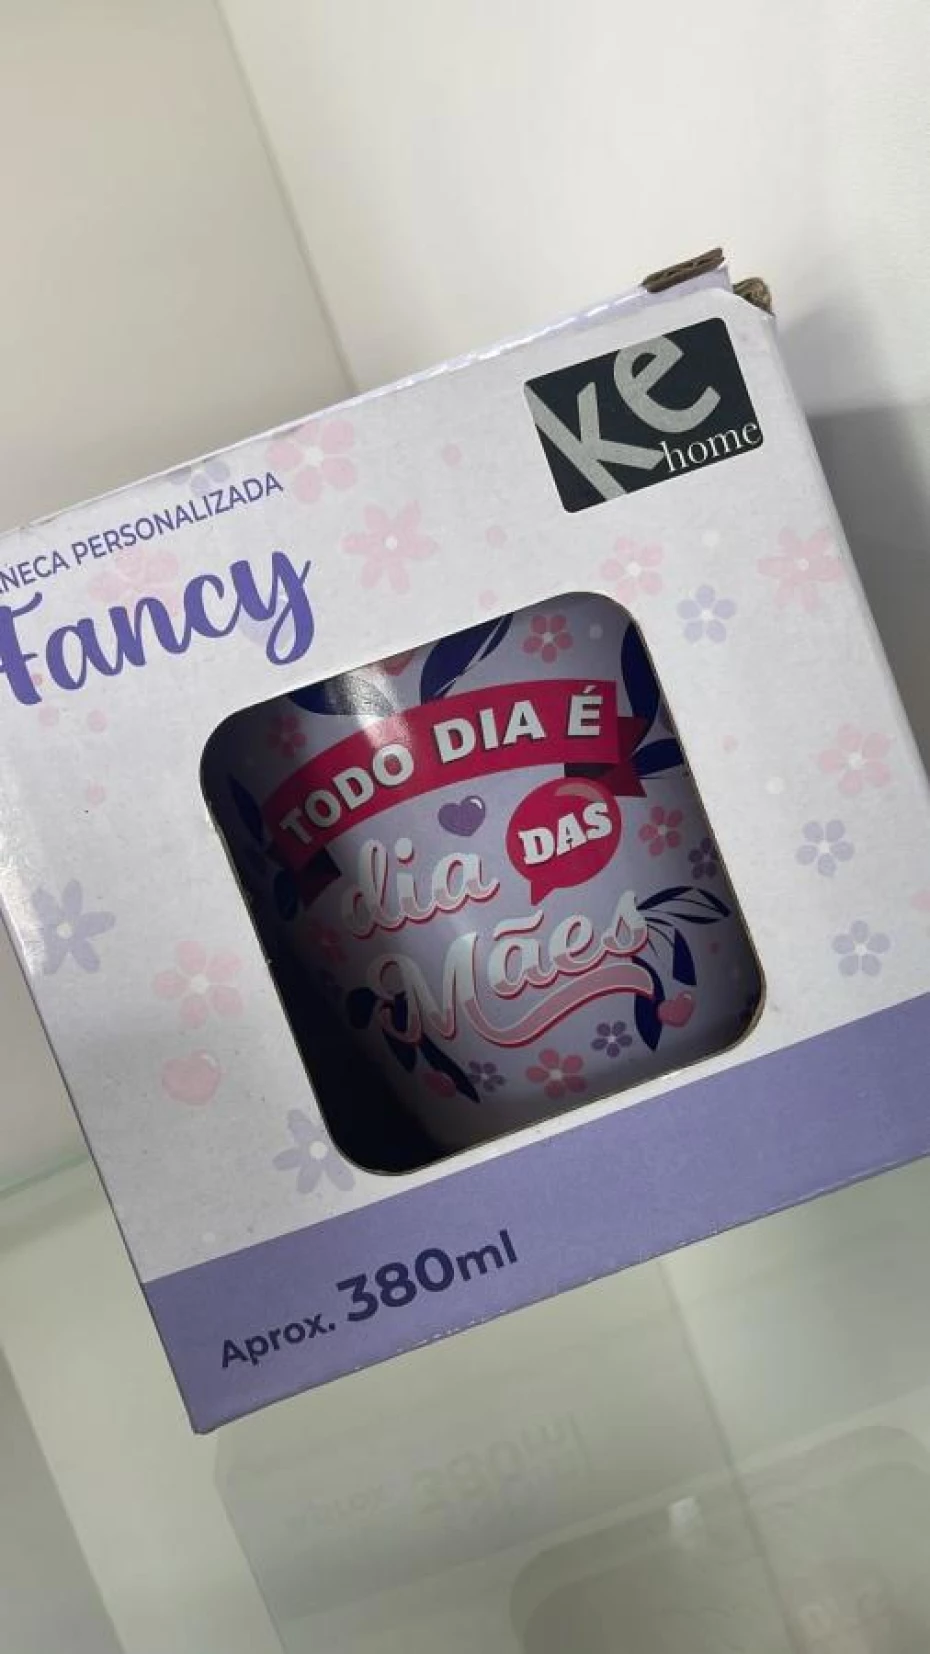 ke
home
NECA PERSONALIZADA
Fancy
TODO DIA É
dia DAS
Mães
Aprox. 380ml